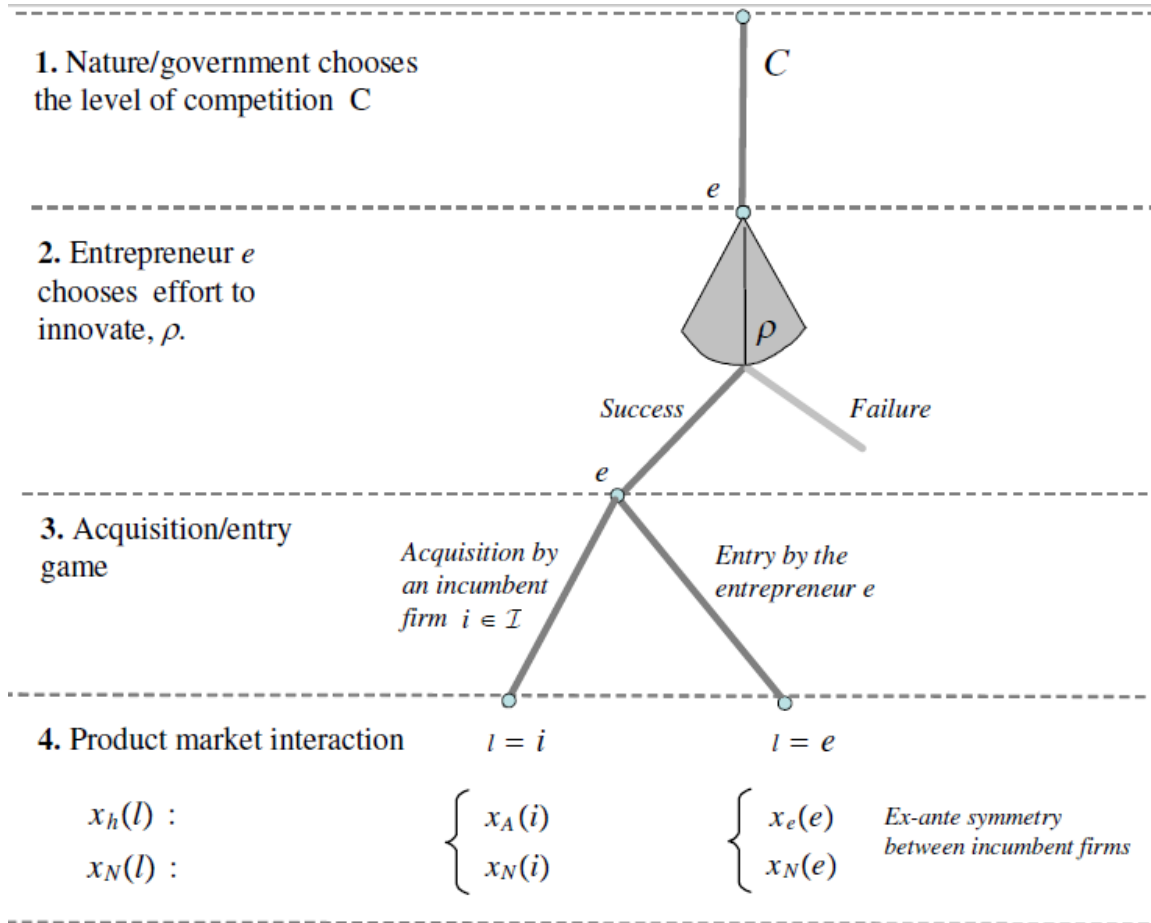 1. Nature/government chooses
the level of competition C
C
e
2. Entrepreneur e
chooses effort to
innovate, ρ.
ρ
Success
Failure
e
3. Acquisition/entry
game
Acquisition by
an incumbent
firm i ∈ ℐ
Entry by the
entrepreneur e
4. Product market interaction
l = i
l = e
x_h(l) :
x_A(i)
x_e(e)
x_N(l) :
x_N(i)
x_N(e)
Ex-ante symmetry
between incumbent firms